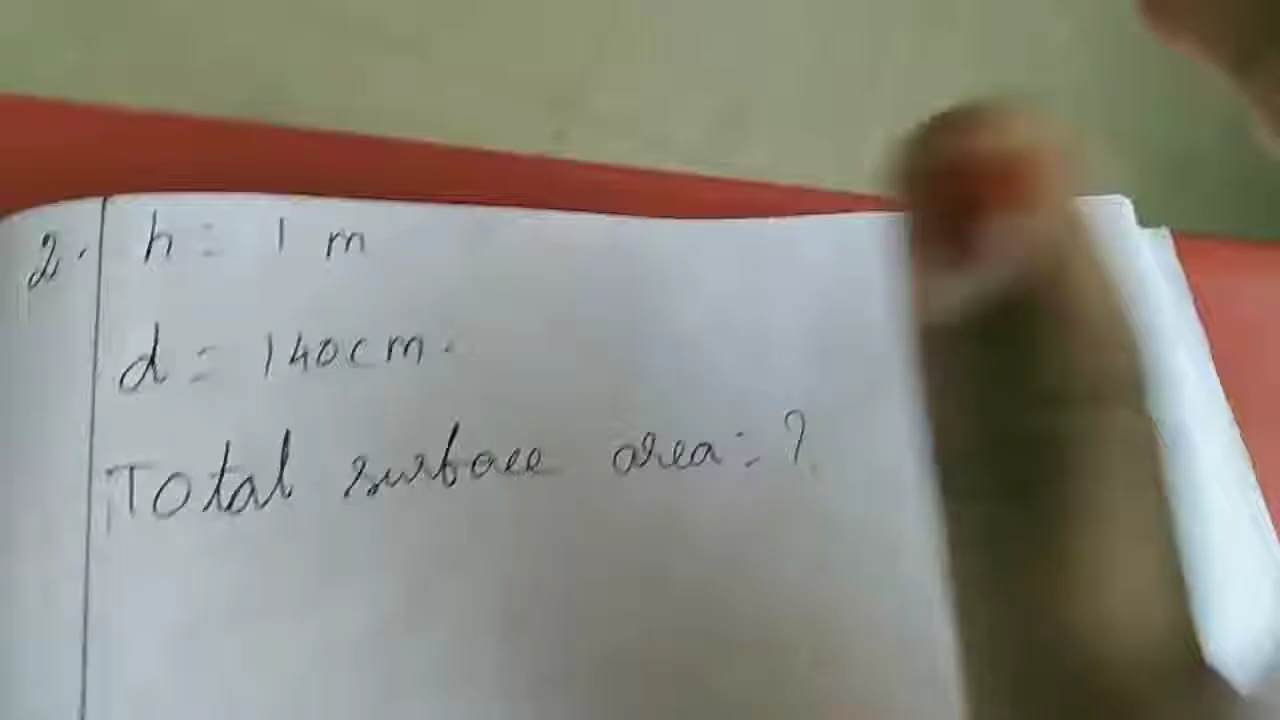 2. h = 1 m
d = 140cm.
Total surface area = ?